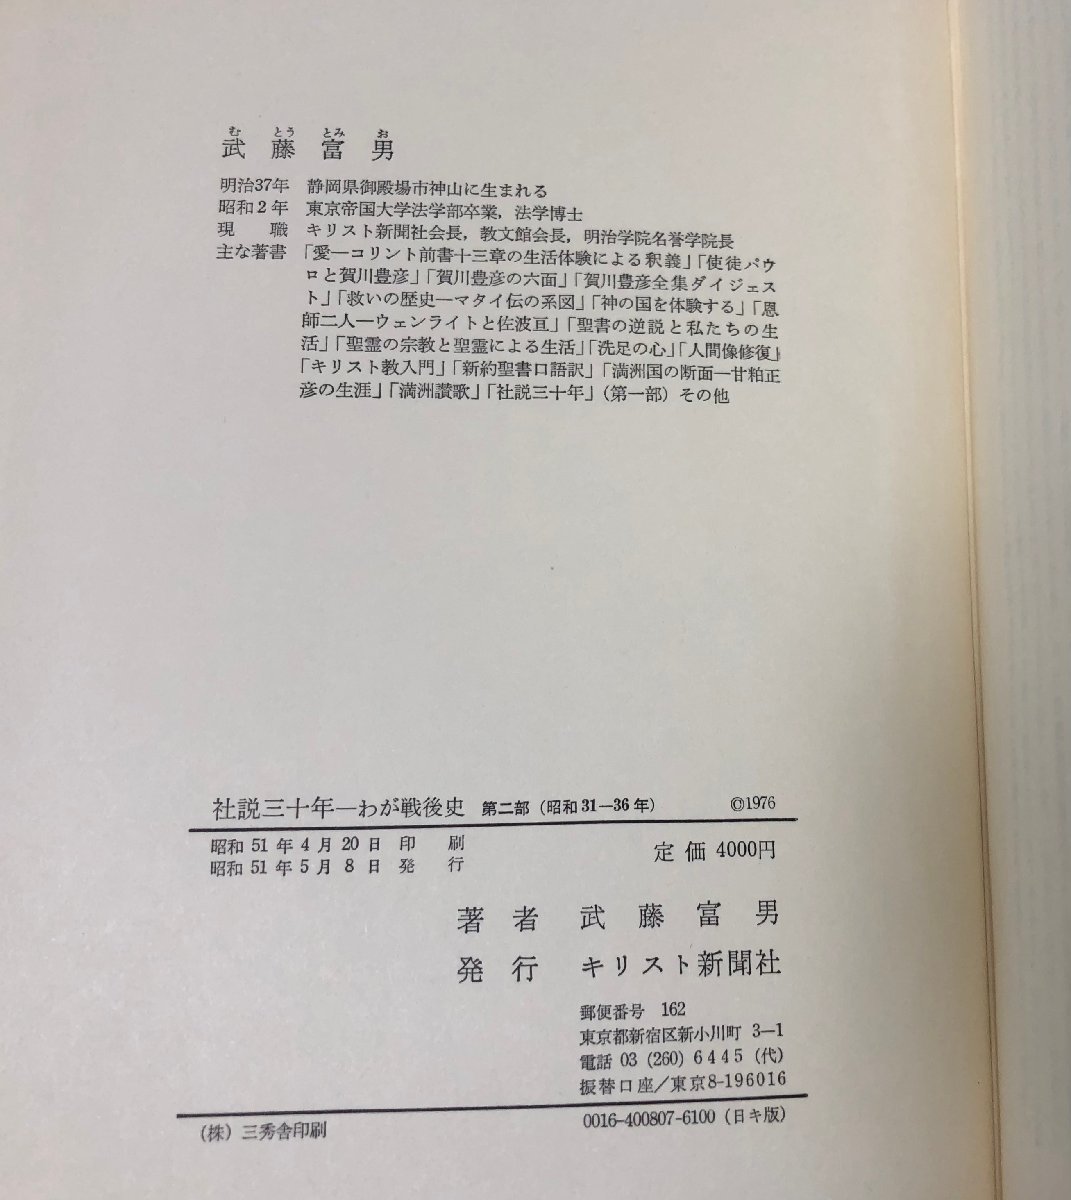 む とう とみ お
武藤富男
明治37年 静岡県御殿場市神山に生まれる
昭和2年 東京帝国大学法学部卒業，法学博士
現職 キリスト新聞社会長，教文館会長，明治学院名誉学院長
主な著書 「愛―コリント前書十三章の生活体験による釈義」「使徒パウ
ロと賀川豊彦」「賀川豊彦の六面」「賀川豊彦全集ダイジェス
ト」「救いの歴史―マタイ伝の系図」「神の国を体験する」「恩
師二人―ウェンライトと佐波亘」「聖書の逆説と私たちの生
活」「聖霊の宗教と聖霊による生活」「洗足の心」「人間像修復」
「キリスト教入門」「新約聖書口語訳」「満洲国の断面―甘粕正
彦の生涯」「満洲讃歌」「社説三十年」（第一部）その他
社説三十年―わが戦後史 第二部（昭和31―36年） ©1976
昭和51年4月20日 印刷
昭和51年5月8日 発行
定価 4000円
著者 武藤富男
発行 キリスト新聞社
郵便番号 162
東京都新宿区新小川町 3―1
電話 03（260）6445（代）
振替口座／東京8-196016
（株）三秀舎印刷
0016-400807-6100（日キ版）